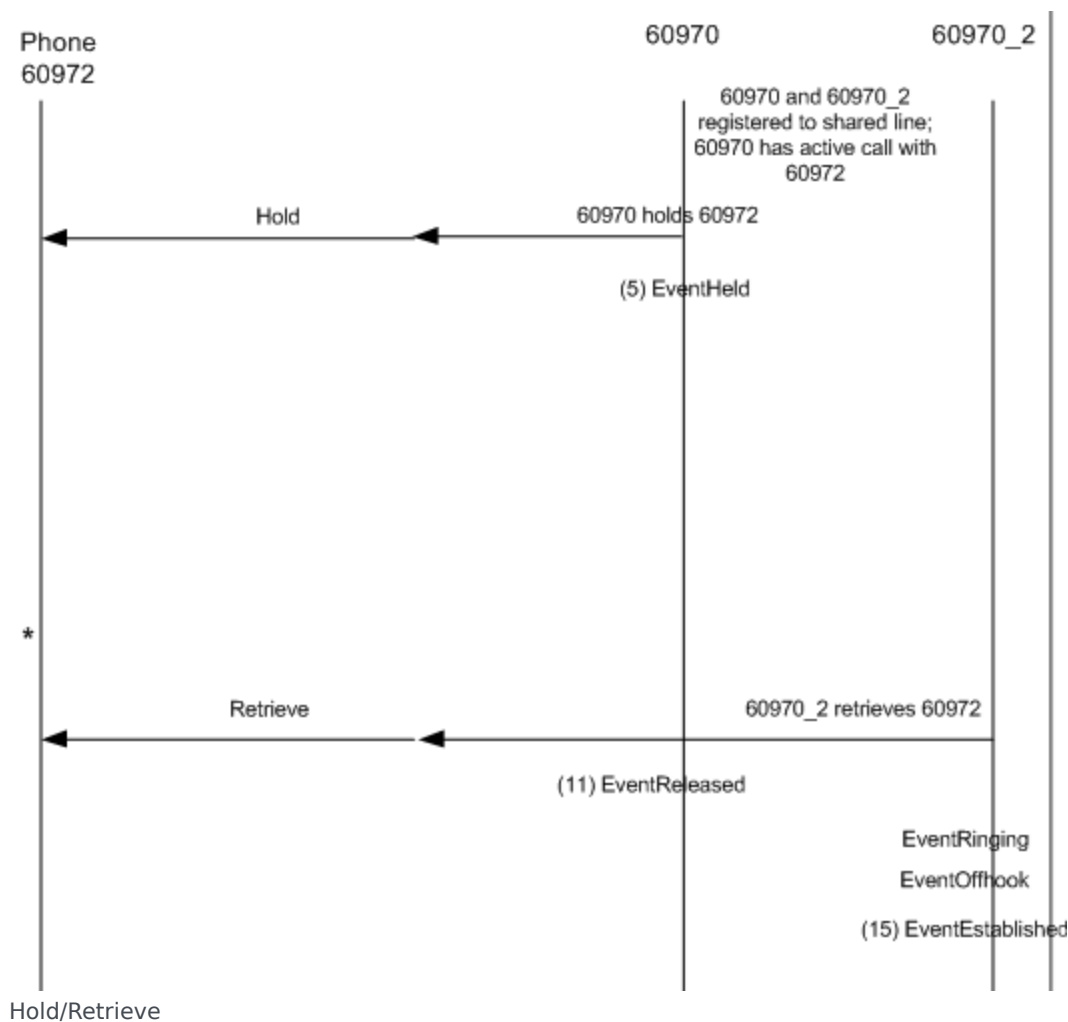 Phone
60972
60970
60970_2
60970 and 60970_2
registered to shared line;
60970 has active call with
60972
Hold
60970 holds 60972
(5) EventHeld
*
Retrieve
60970_2 retrieves 60972
(11) EventReleased
EventRinging
EventOffhook
(15) EventEstablished
Hold/Retrieve